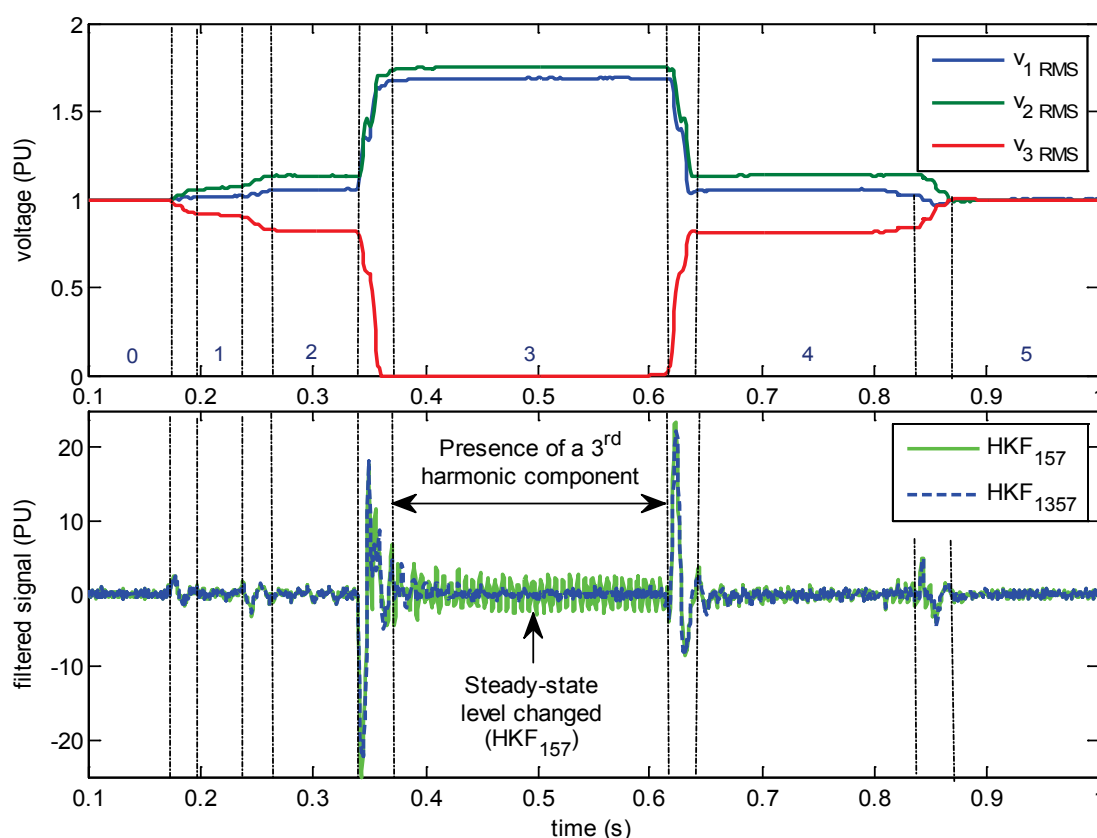 2
1.5
1
0.5
0
voltage (PU)
v1 RMS
v2 RMS
v3 RMS
0 1 2 3 4 5
0.1 0.2 0.3 0.4 0.5 0.6 0.7 0.8 0.9 1
20
10
0
-10
-20
filtered signal (PU)
Presence of a 3rd
harmonic component
HKF157
HKF1357
Steady-state
level changed
(HKF157)
0.1 0.2 0.3 0.4 0.5 0.6 0.7 0.8 0.9 1
time (s)